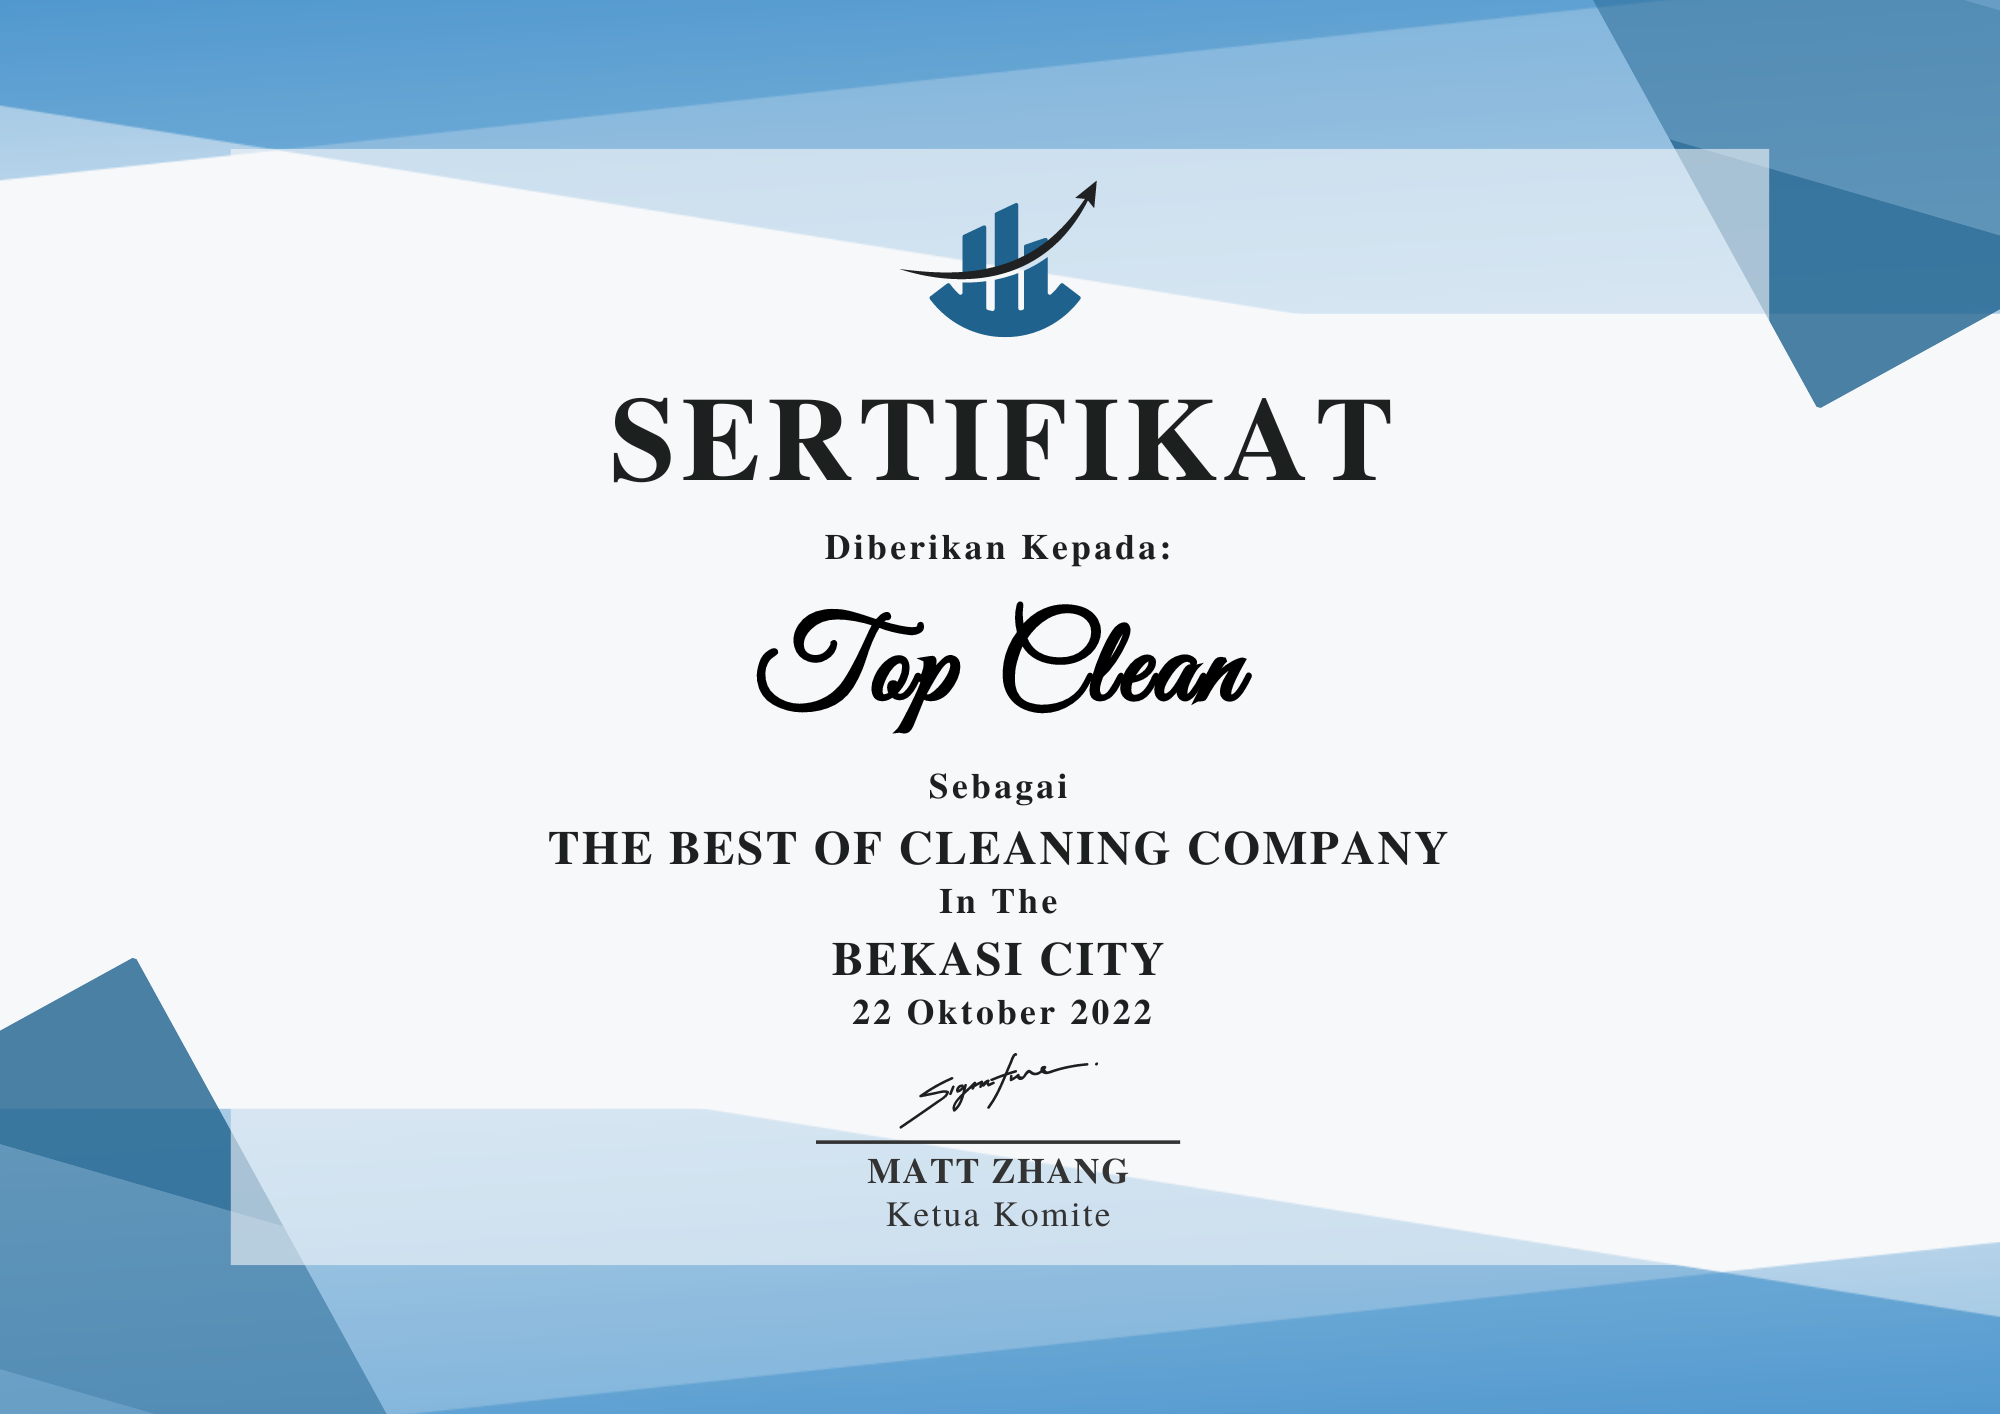 SERTIFIKAT
Diberikan Kepada:
Top Clean
Sebagai
THE BEST OF CLEANING COMPANY
In The
BEKASI CITY
22 Oktober 2022
Signature
MATT ZHANG
Ketua Komite